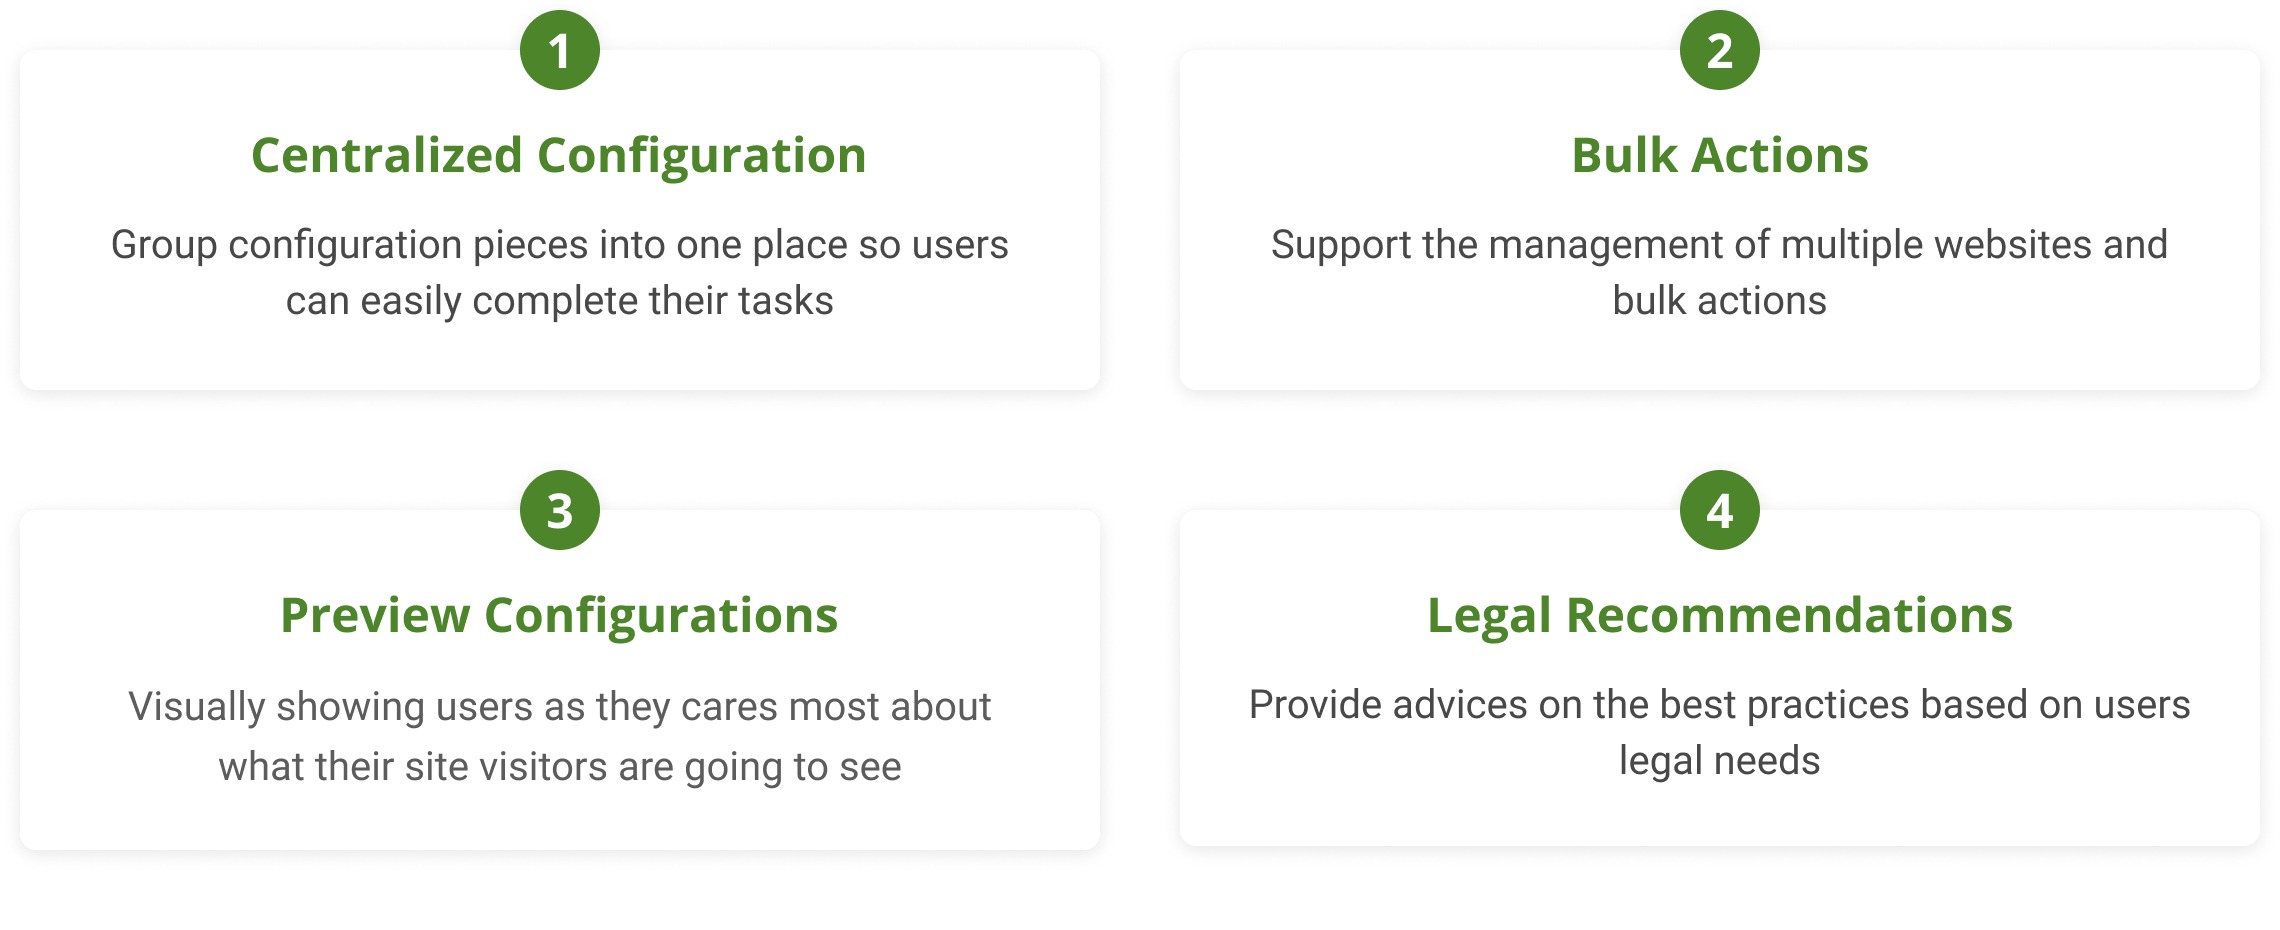 1
Centralized Configuration
Group configuration pieces into one place so users
can easily complete their tasks
2
Bulk Actions
Support the management of multiple websites and
bulk actions
3
Preview Configurations
Visually showing users as they cares most about
what their site visitors are going to see
4
Legal Recommendations
Provide advices on the best practices based on users
legal needs